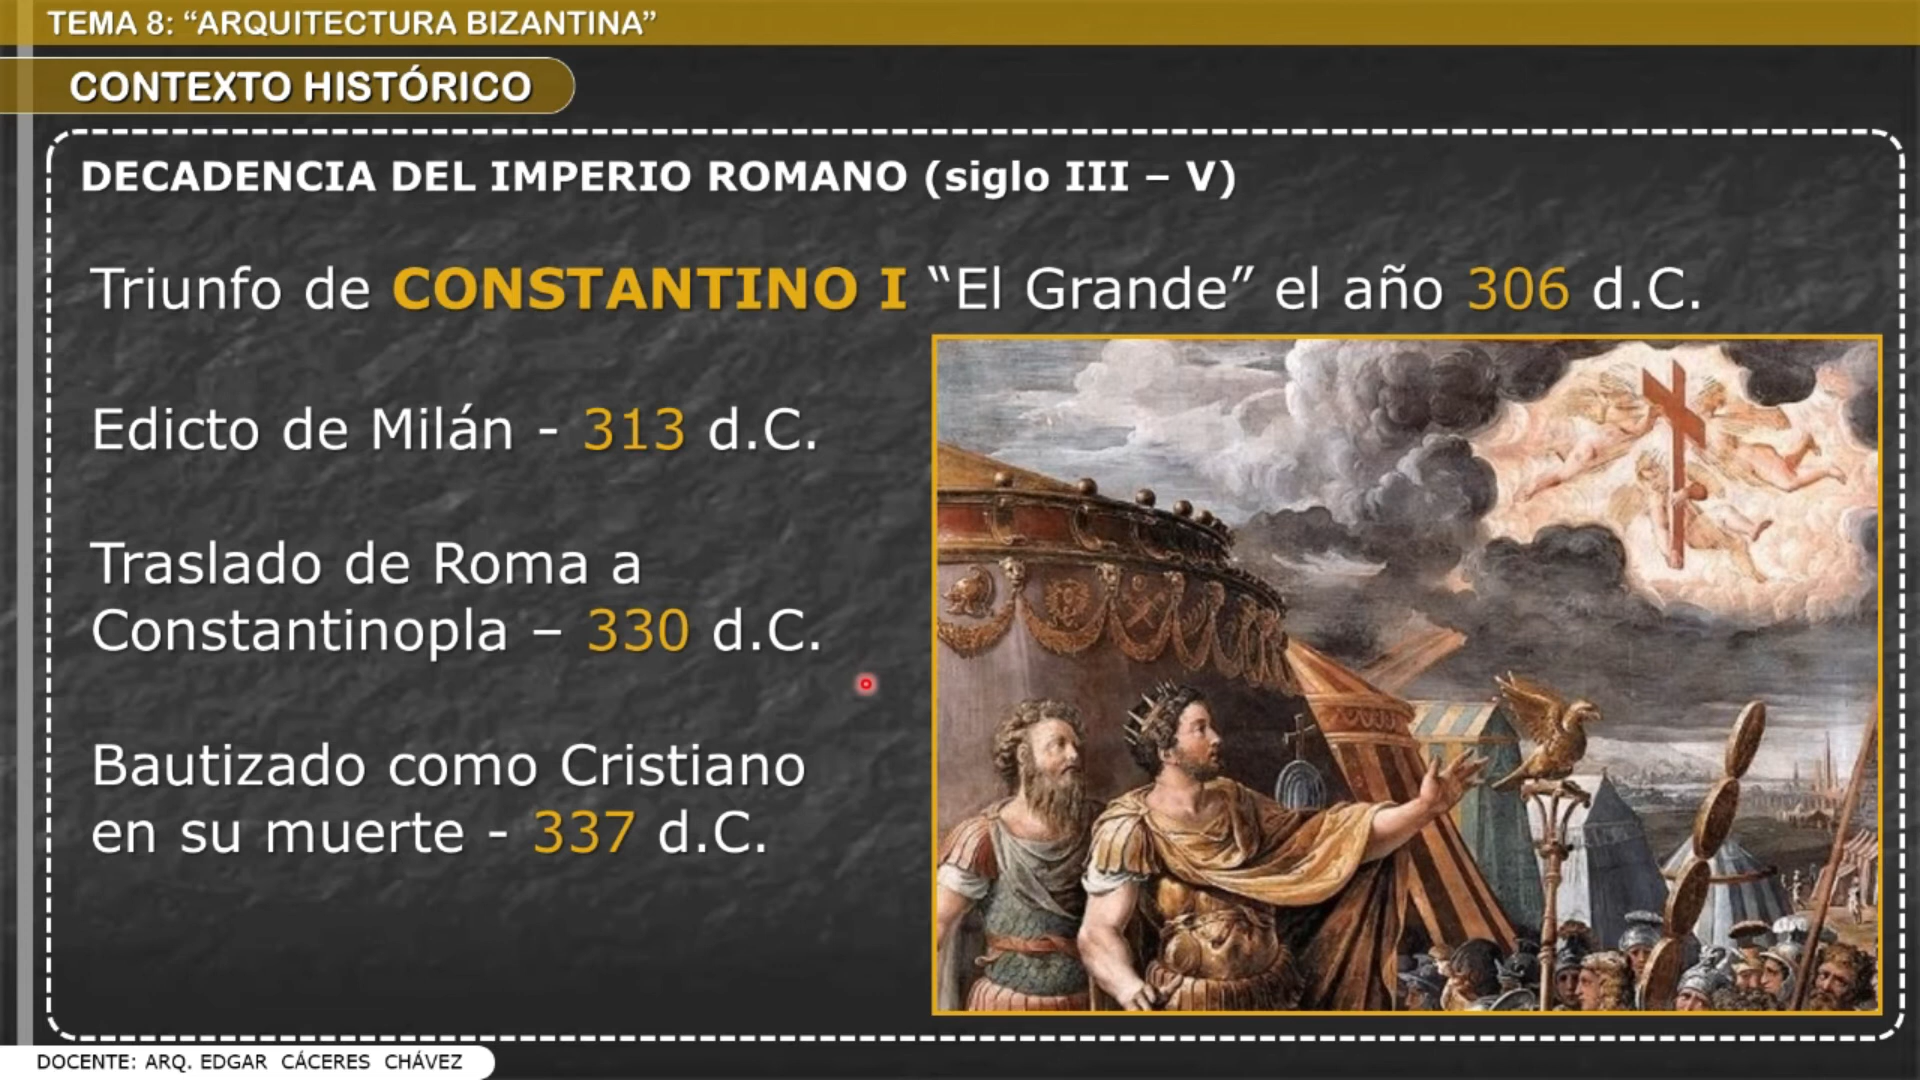 TEMA 8: “ARQUITECTURA BIZANTINA”
CONTEXTO HISTÓRICO
DECADENCIA DEL IMPERIO ROMANO (siglo III – V)
Triunfo de CONSTANTINO I “El Grande” el año 306 d.C.
Edicto de Milán - 313 d.C.
Traslado de Roma a
Constantinopla – 330 d.C.
Bautizado como Cristiano
en su muerte - 337 d.C.
DOCENTE: ARQ. EDGAR CÁCERES CHÁVEZ